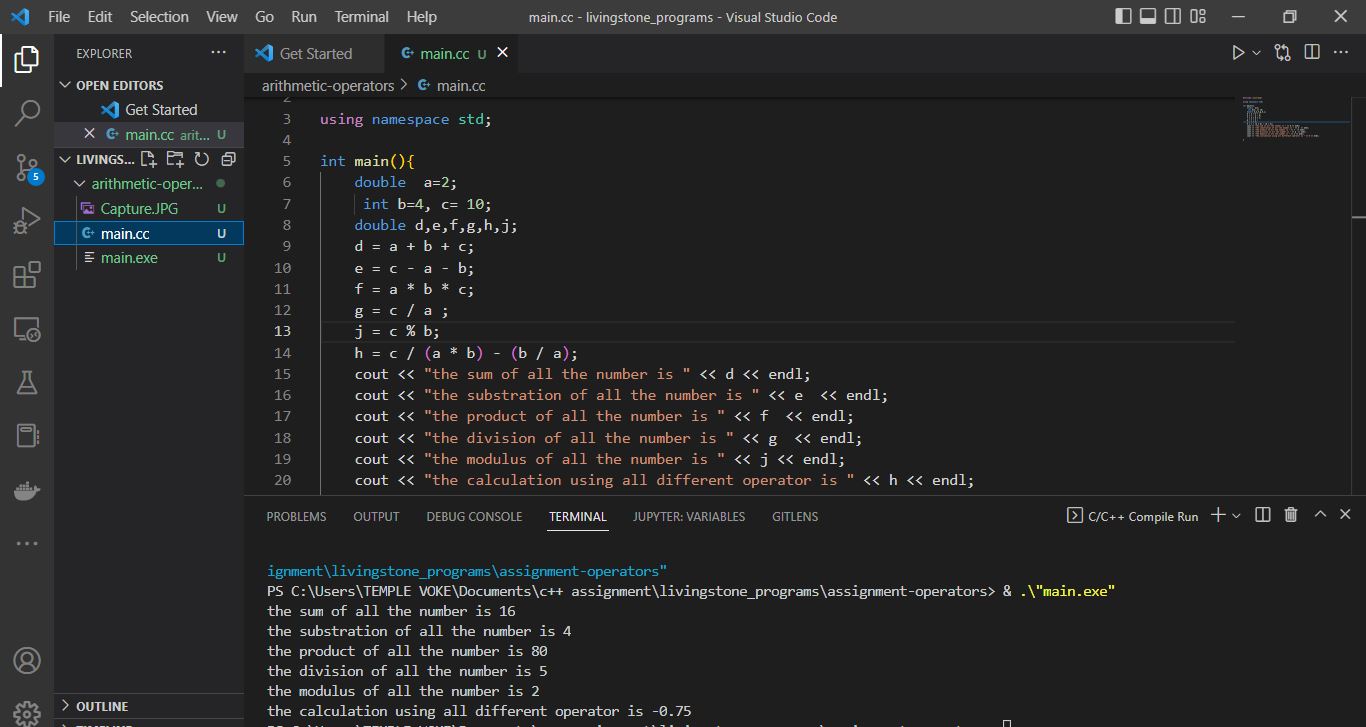 File Edit Selection View Go Run Terminal Help main.cc - livingstone_programs - Visual Studio Code
EXPLORER ···
Get Started
main.cc U
OPEN EDITORS
Get Started
main.cc arit... U
LIVINGS...
arithmetic-oper...
Capture.JPG U
main.cc U
main.exe U
OUTLINE
5
arithmetic-operators > main.cc
2
3 using namespace std;
4
5 int main(){
6 double  a=2;
7 int b=4, c= 10;
8 double d,e,f,g,h,j;
9 d = a + b + c;
10 e = c - a - b;
11 f = a * b * c;
12 g = c / a ;
13 j = c % b;
14 h = c / (a * b) - (b / a);
15 cout << "the sum of all the number is " << d << endl;
16 cout << "the substration of all the number is " << e  << endl;
17 cout << "the product of all the number is " << f  << endl;
18 cout << "the division of all the number is " << g  << endl;
19 cout << "the modulus of all the number is " << j << endl;
20 cout << "the calculation using all different operator is " << h << endl;
PROBLEMS OUTPUT DEBUG CONSOLE TERMINAL JUPYTER: VARIABLES GITLENS C/C++ Compile Run
ignment\livingstone_programs\assignment-operators"
PS C:\Users\TEMPLE VOKE\Documents\c++ assignment\livingstone_programs\assignment-operators> & .\"main.exe"
the sum of all the number is 16
the substration of all the number is 4
the product of all the number is 80
the division of all the number is 5
the modulus of all the number is 2
the calculation using all different operator is -0.75